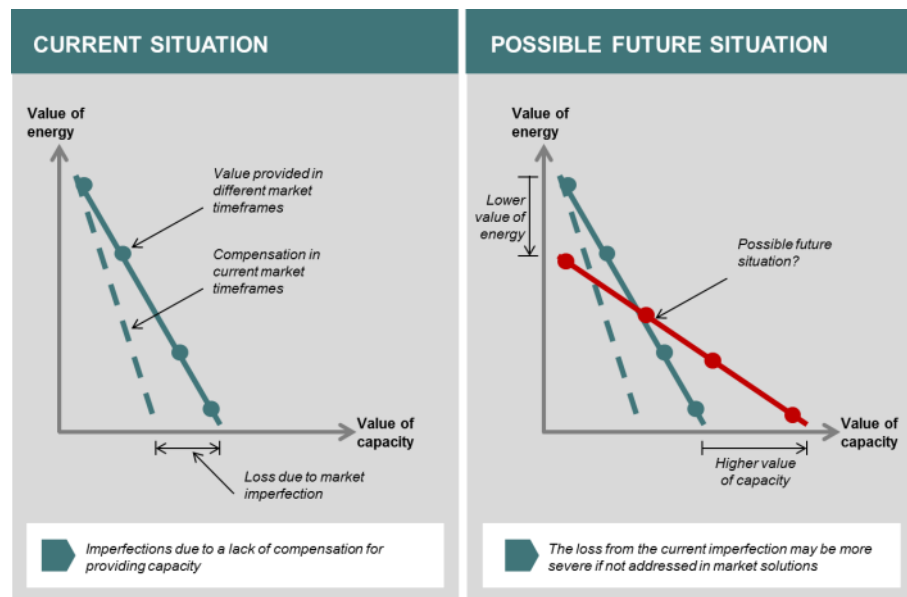 CURRENT SITUATION
Value of
energy
Value provided in
different market
timeframes
Compensation in
current market
timeframes
Value of
capacity
Loss due to market
imperfection
Imperfections due to a lack of compensation for
providing capacity
POSSIBLE FUTURE SITUATION
Value of
energy
Lower
value of
energy
Possible future
situation?
Value of
capacity
Higher value
of capacity
The loss from the current imperfection may be more
severe if not addressed in market solutions